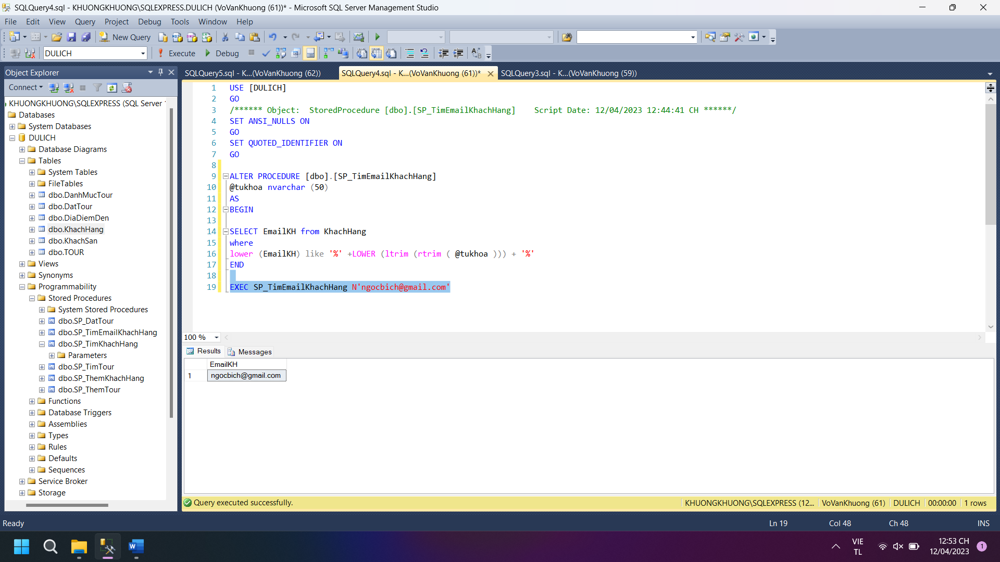 SQLQuery4.sql - KHUONGKHUONG\SQLEXPRESS.DULICH (VoVanKhuong (61))* - Microsoft SQL Server Management Studio
File Edit View Query Project Debug Tools Window Help
New Query
DULICH Execute Debug
Object Explorer
Connect
KHUONGKHUONG\SQLEXPRESS (SQL Server
Databases
System Databases
DULICH
Database Diagrams
Tables
System Tables
FileTables
dbo.DanhMucTour
dbo.DatTour
dbo.DiaDiemDen
dbo.KhachHang
dbo.KhachSan
dbo.TOUR
Views
Synonyms
Programmability
Stored Procedures
System Stored Procedures
dbo.SP_DatTour
dbo.SP_TimEmailKhachHang
dbo.SP_TimKhachHang
Parameters
dbo.SP_TimTour
dbo.SP_ThemKhachHang
dbo.SP_ThemTour
Functions
Database Triggers
Assemblies
Types
Rules
Defaults
Sequences
Service Broker
Storage
SQLQuery5.sql - K...(VoVanKhuong (62)) SQLQuery4.sql - K...(VoVanKhuong (61))* SQLQuery3.sql - K...(VoVanKhuong (59))
1 USE [DULICH]
2 GO
3 /****** Object:  StoredProcedure [dbo].[SP_TimEmailKhachHang]    Script Date: 12/04/2023 12:44:41 CH ******/
4 SET ANSI_NULLS ON
5 GO
6 SET QUOTED_IDENTIFIER ON
7 GO
8
9 ALTER PROCEDURE [dbo].[SP_TimEmailKhachHang]
10 @tukhoa nvarchar (50)
11 AS
12 BEGIN
13
14 SELECT EmailKH from KhachHang
15 where
16 lower (EmailKH) like '%' +LOWER (ltrim (rtrim ( @tukhoa ))) + '%'
17 END
18
19 EXEC SP_TimEmailKhachHang N'ngocbich@gmail.com'
100 %
Results Messages
EmailKH
1 ngocbich@gmail.com
Query executed successfully. KHUONGKHUONG\SQLEXPRESS (12... VoVanKhuong (61) DULICH 00:00:00 1 rows
Ready Ln 19 Col 48 Ch 48 INS
VIE
TL
12:53 CH
12/04/2023
1